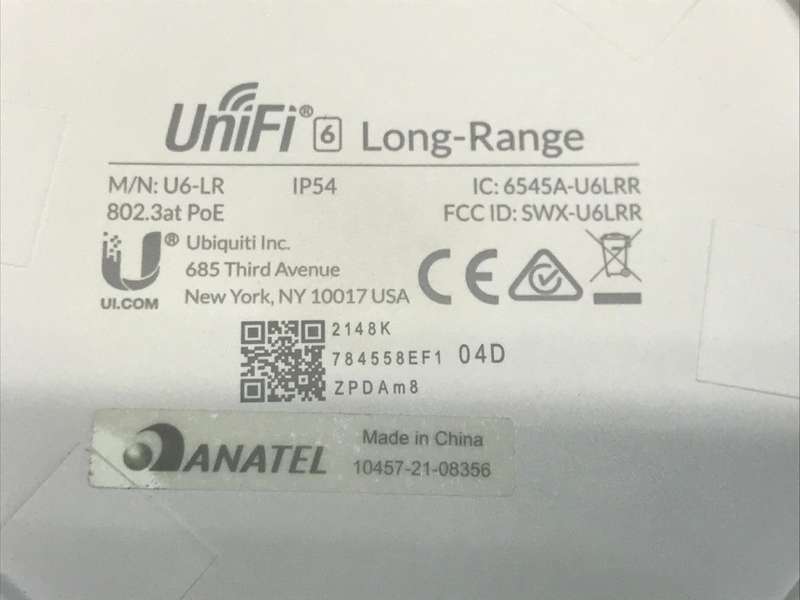 UniFi® 6 Long-Range
M/N: U6-LR IP54 IC: 6545A-U6LRR
802.3at PoE FCC ID: SWX-U6LRR
® Ubiquiti Inc.
685 Third Avenue
UI.COM New York, NY 10017 USA
2148K
784558EF1 04D
ZPDAm8
ANATEL Made in China
10457-21-08356